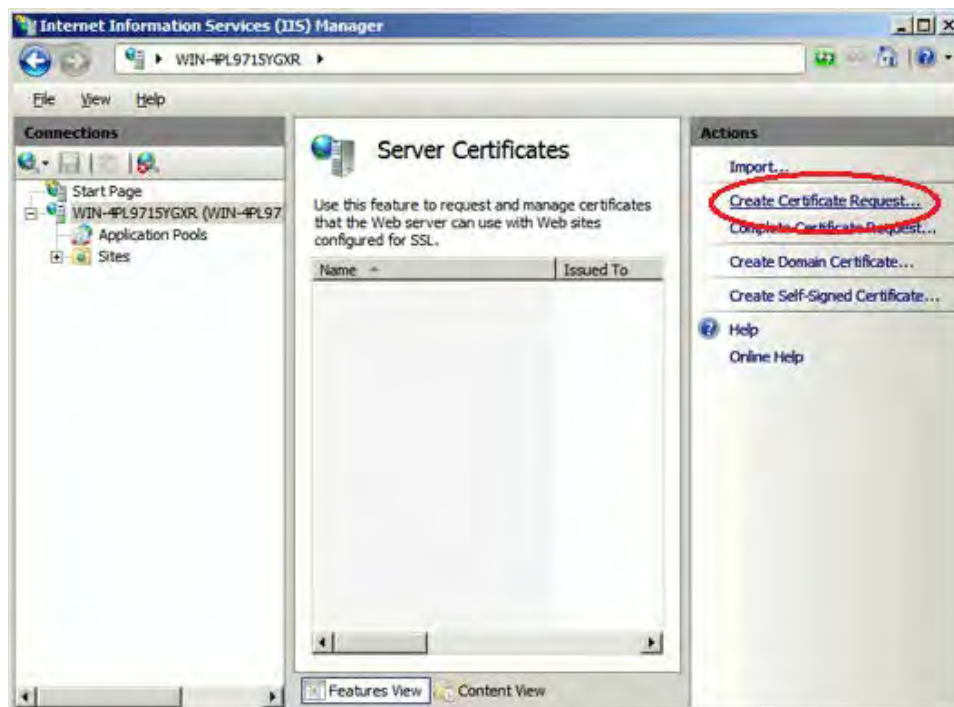 Internet Information Services (IIS) Manager
WIN-4PL9715YGXR
File View Help
Connections
Start Page
WIN-4PL9715YGXR (WIN-4PL97
Application Pools
Sites
Server Certificates
Use this feature to request and manage certificates
that the Web server can use with Web sites
configured for SSL.
Name Issued To
Features View Content View
Actions
Import...
Create Certificate Request...
Complete Certificate Request...
Create Domain Certificate...
Create Self-Signed Certificate...
Help
Online Help